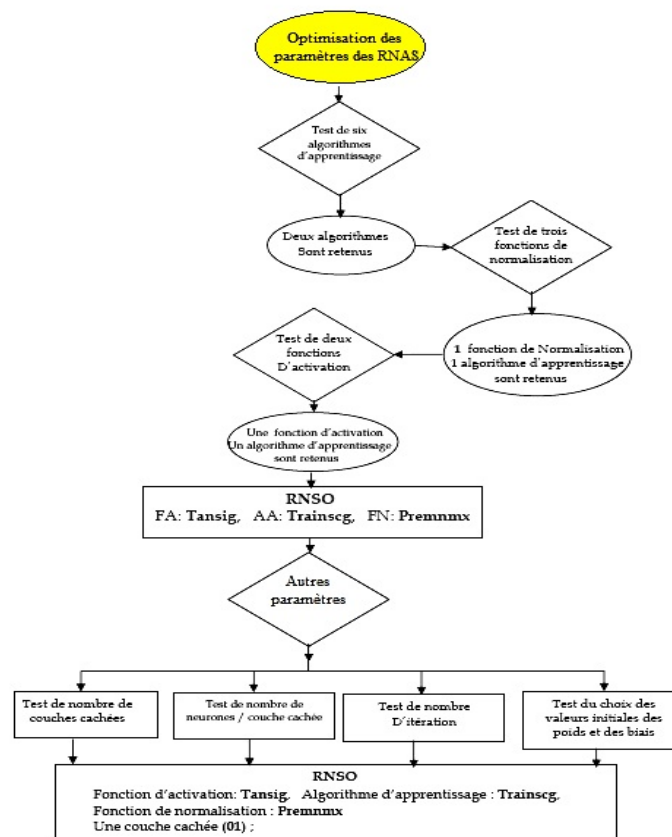 Optimisation des
paramètres des RNAS
Test de six
algorithmes
d'apprentissage
Deux algorithmes
Sont retenus
Test de trois
fonctions de
normalisation
1 fonction de Normalisation
1 algorithme d'apprentissage
sont retenus
Test de deux
fonctions
D'activation
Une fonction d'activation
Un algorithme d'apprentissage
sont retenus
RNSO
FA: Tansig, AA: Trainscg, FN: Premnmx
Autres
paramètres
Test de nombre de
couches cachées
Test de nombre de
neurones / couche cachée
Test de nombre
D'itération
Test du choix des
valeurs initiales des
poids et des biais
RNSO
Fonction d'activation: Tansig, Algorithme d'apprentissage : Trainscg,
Fonction de normalisation : Premnmx
Une couche cachée (01) ;